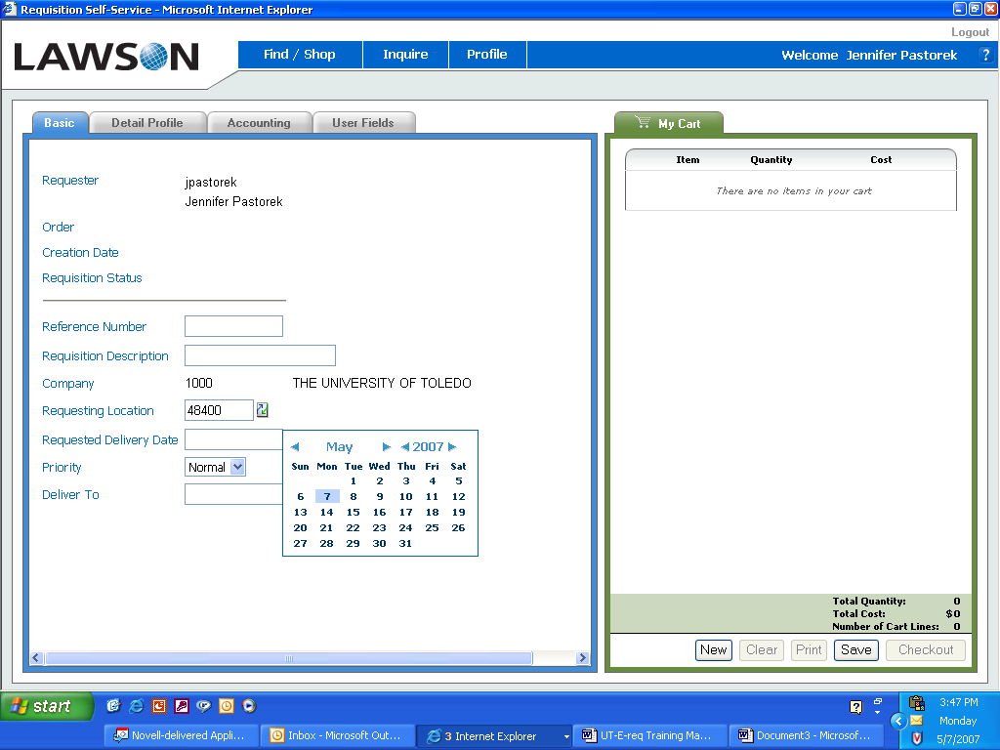 Requisition Self-Service - Microsoft Internet Explorer
Logout
LAWSON
Find / Shop Inquire Profile Welcome Jennifer Pastorek ?
Basic Detail Profile Accounting User Fields
Requester jpastorek
Jennifer Pastorek
Order
Creation Date
Requisition Status
Reference Number
Requisition Description
Company 1000 THE UNIVERSITY OF TOLEDO
Requesting Location 48400
Requested Delivery Date
Priority Normal
Deliver To
May 2007
Sun Mon Tue Wed Thu Fri Sat
1 2 3 4 5
6 7 8 9 10 11 12
13 14 15 16 17 18 19
20 21 22 23 24 25 26
27 28 29 30 31
My Cart
Item Quantity Cost
There are no items in your cart
Total Quantity: 0
Total Cost: $0
Number of Cart Lines: 0
New Clear Print Save Checkout
start
3:47 PM
Monday
5/7/2007
Novell-delivered Appli... Inbox - Microsoft Out... 3 Internet Explorer UT-E-req Training Ma... Document3 - Microsof...